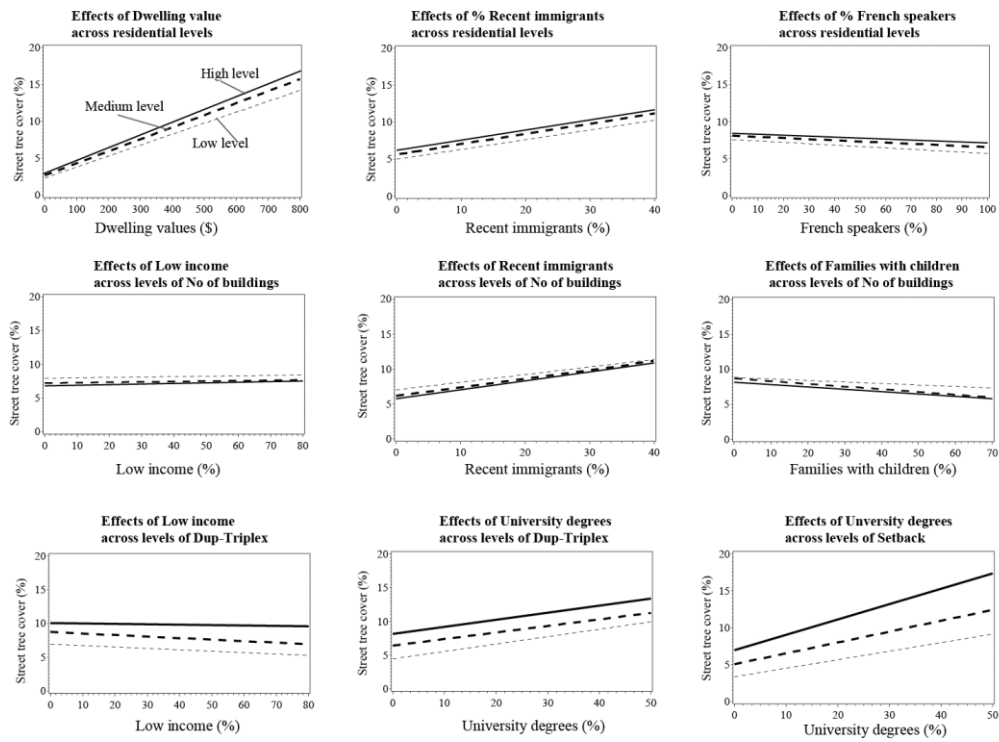 Effects of Dwelling value
across residential levels
Street tree cover (%)
20
15
10
5
0
High level
Medium level
Low level
0 100 200 300 400 500 600 700 800
Dwelling values ($)
Effects of % Recent immigrants
across residential levels
Street tree cover (%)
20
15
10
5
0
0 10 20 30 40
Recent immigrants (%)
Effects of % French speakers
across residential levels
Street tree cover (%)
20
15
10
5
0
0 10 20 30 40 50 60 70 80 90 100
French speakers (%)
Effects of Low income
across levels of No of buildings
Street tree cover (%)
20
15
10
5
0
0 10 20 30 40 50 60 70 80
Low income (%)
Effects of Recent immigrants
across levels of No of buildings
Street tree cover (%)
20
15
10
5
0
0 10 20 30 40
Recent immigrants (%)
Effects of Families with children
across levels of No of buildings
Street tree cover (%)
20
15
10
5
0
0 10 20 30 40 50 60 70
Families with children (%)
Effects of Low income
across levels of Dup-Triplex
Street tree cover (%)
20
15
10
5
0
0 10 20 30 40 50 60 70 80
Low income (%)
Effects of University degrees
across levels of Dup-Triplex
Street tree cover (%)
20
15
10
5
0
0 10 20 30 40 50
University degrees (%)
Effects of Unversity degrees
across levels of Setback
Street tree cover (%)
20
15
10
5
0
0 10 20 30 40 50
University degrees (%)